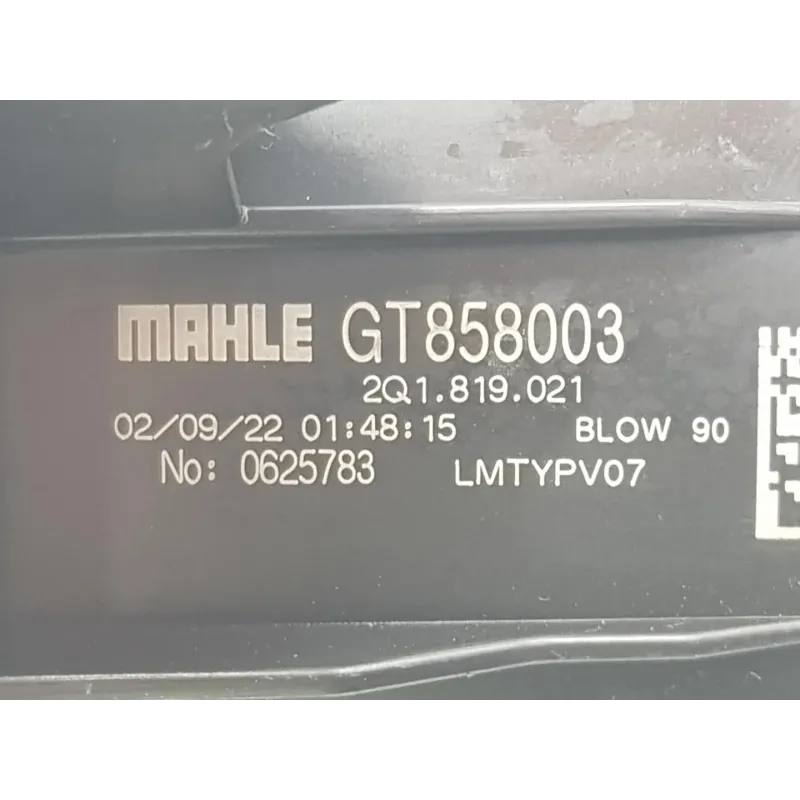 MAHLE GT858003
2Q1.819.021
02/09/22 01:48:15 BLOW 90
No: 0625783 LMTYPV07